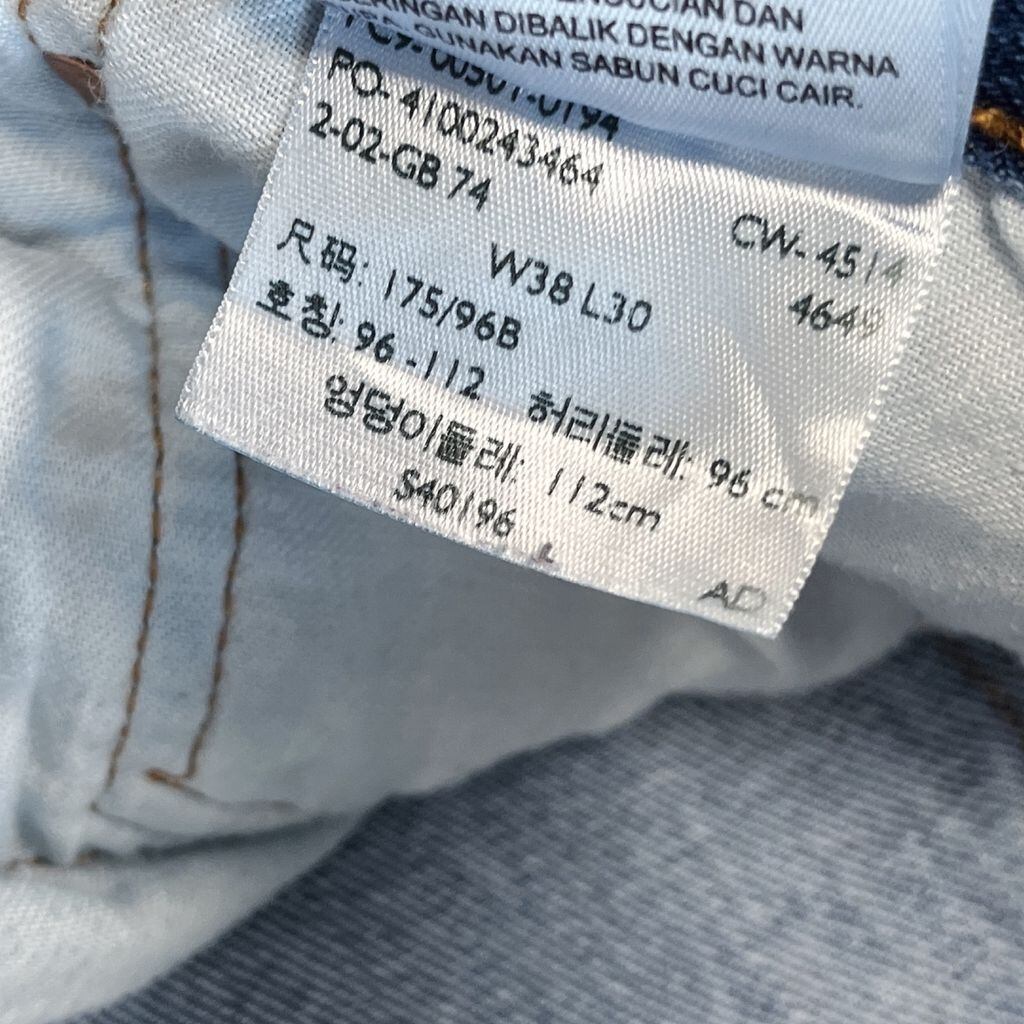 DAN
DIBALIK DENGAN WARNA
GUNAKAN SABUN CUCI CAIR.
PO- 4100243464
2-02-GB 74
CW- 4514
W38 L30
4649
尺码: 175/96B
호칭: 96 -112 허리둘레: 96 cm
엉덩이둘레: 112cm
S40196
AD